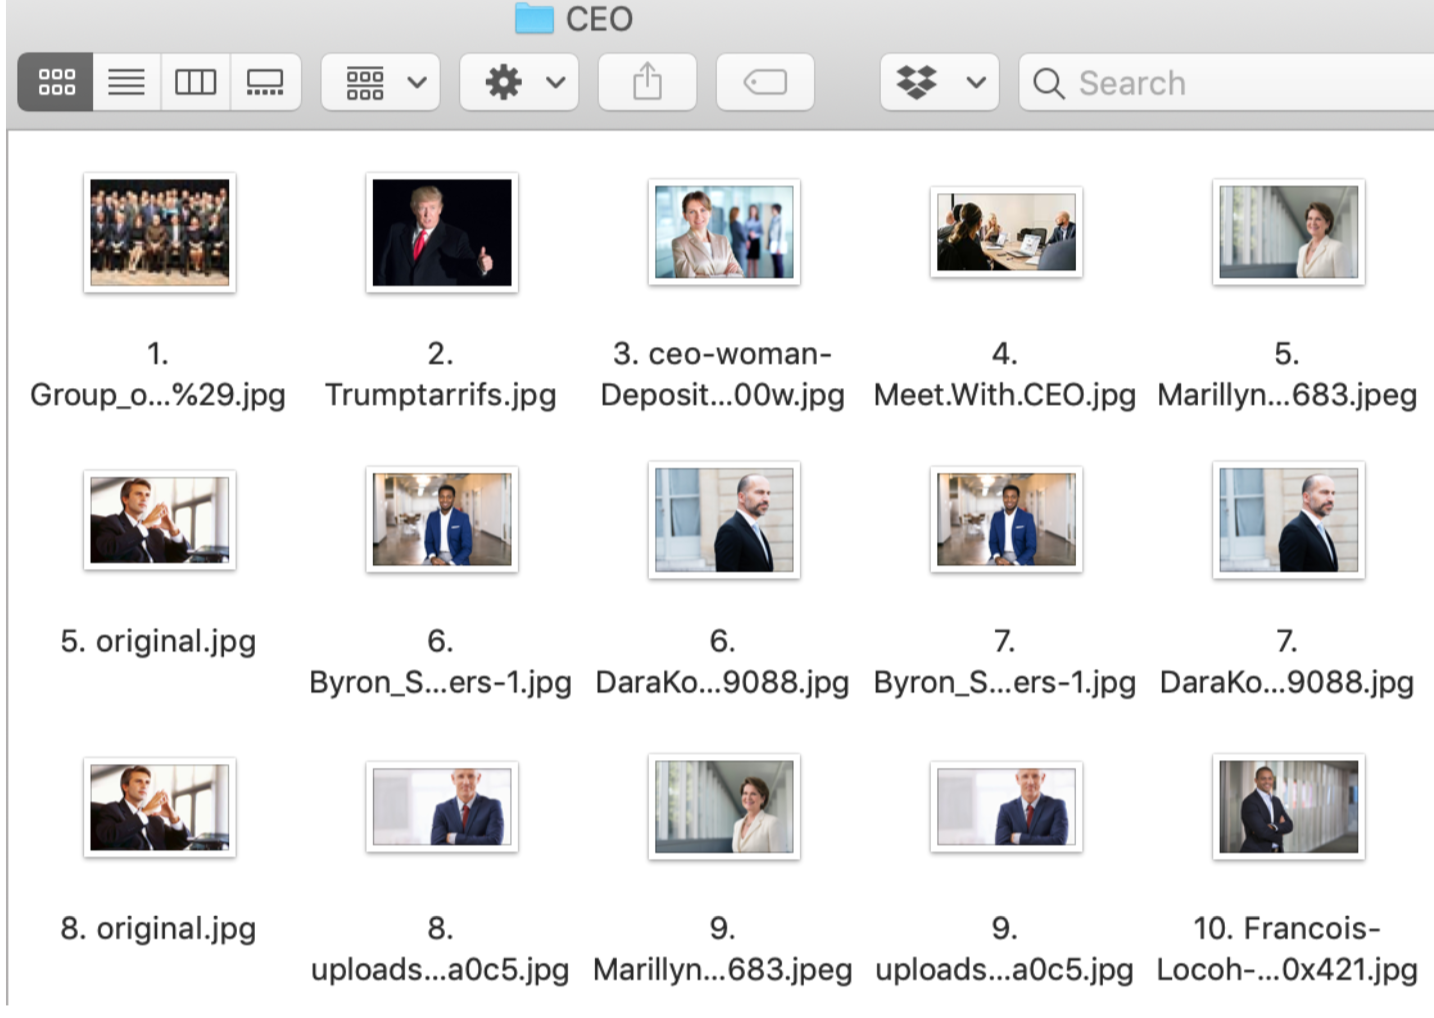 CEO
Search
1.
Group_o...%29.jpg
2.
Trumptarrifs.jpg
3. ceo-woman-
Deposit...00w.jpg
4.
Meet.With.CEO.jpg
5.
Marillyn...683.jpeg
5. original.jpg
6.
Byron_S...ers-1.jpg
6.
DaraKo...9088.jpg
7.
Byron_S...ers-1.jpg
7.
DaraKo...9088.jpg
8. original.jpg
8.
uploads...a0c5.jpg
9.
Marillyn...683.jpeg
9.
uploads...a0c5.jpg
10. Francois-
Locoh-...0x421.jpg